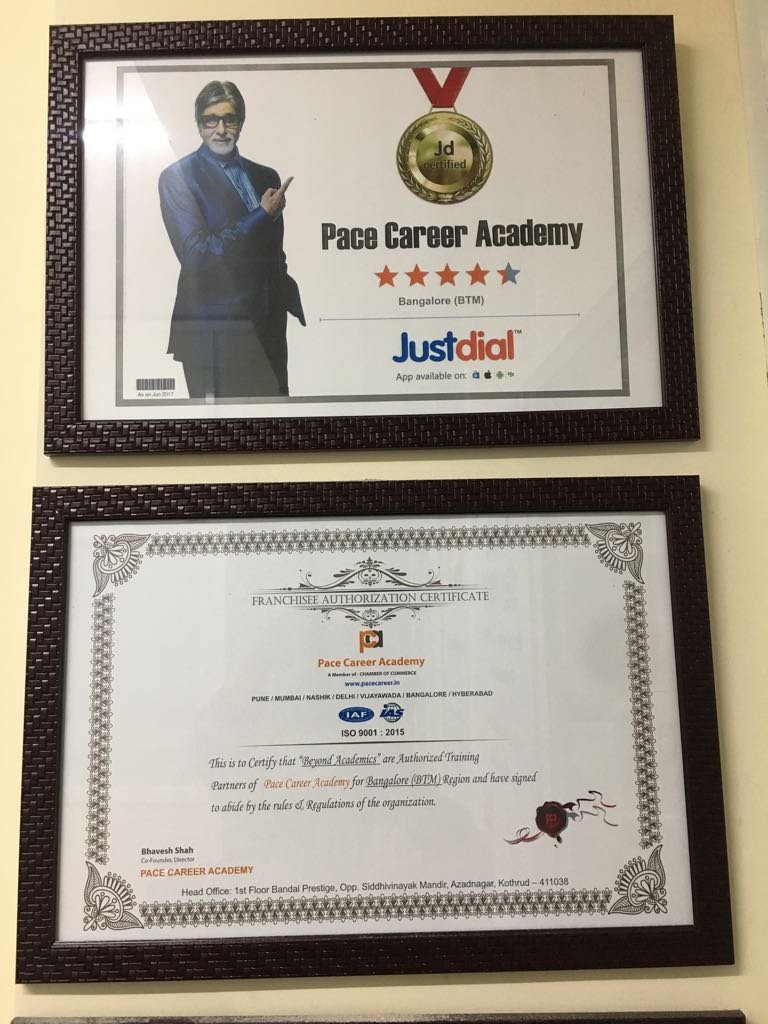 Jd
certified
Pace Career Academy
Bangalore (BTM)
Justdial™
App available on:
As on Jun 2017
FRANCHISEE AUTHORIZATION CERTIFICATE
pca
Pace Career Academy
A Member of - CHAMBER OF COMMERCE
www.pacecareer.in
PUNE / MUMBAI / NASHIK / DELHI / VIJAYAWADA / BANGALORE / HYBERABAD
IAF IAS
ISO 9001 : 2015
This is to Certify that "Beyond Academics" are Authorized Training
Partners of Pace Career Academy for Bangalore (BTM) Region and have signed
to abide by the rules & Regulations of the organization.
Bhavesh Shah
Co-Founder, Director
PACE CAREER ACADEMY
Head Office: 1st Floor Bandal Prestige, Opp. Siddhivinayak Mandir, Azadnagar, Kothrud – 411038